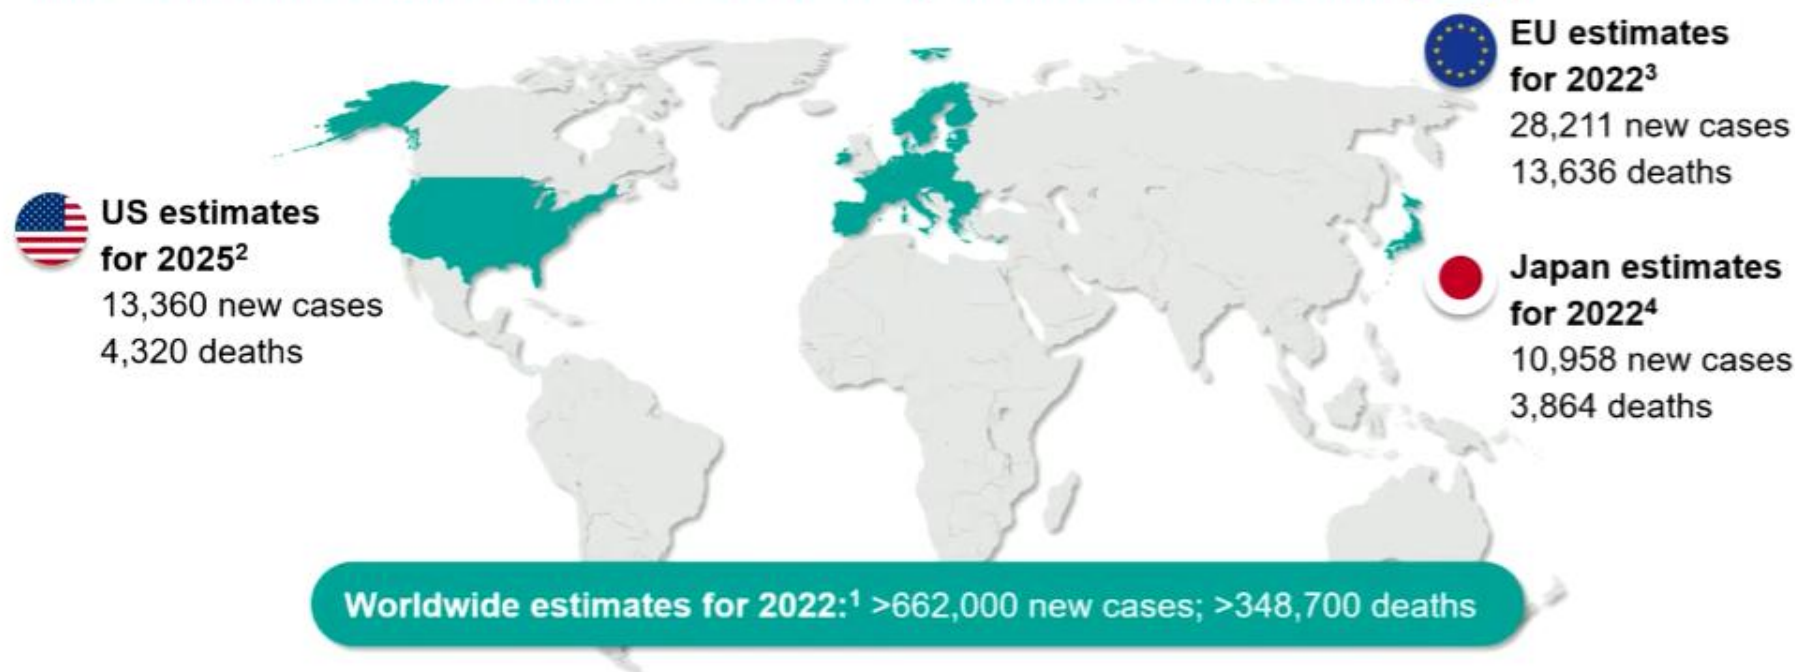 EU estimates
for 2022³
28,211 new cases
13,636 deaths
US estimates
for 2025²
13,360 new cases
4,320 deaths
Japan estimates
for 2022⁴
10,958 new cases
3,864 deaths
Worldwide estimates for 2022:¹ >662,000 new cases; >348,700 deaths